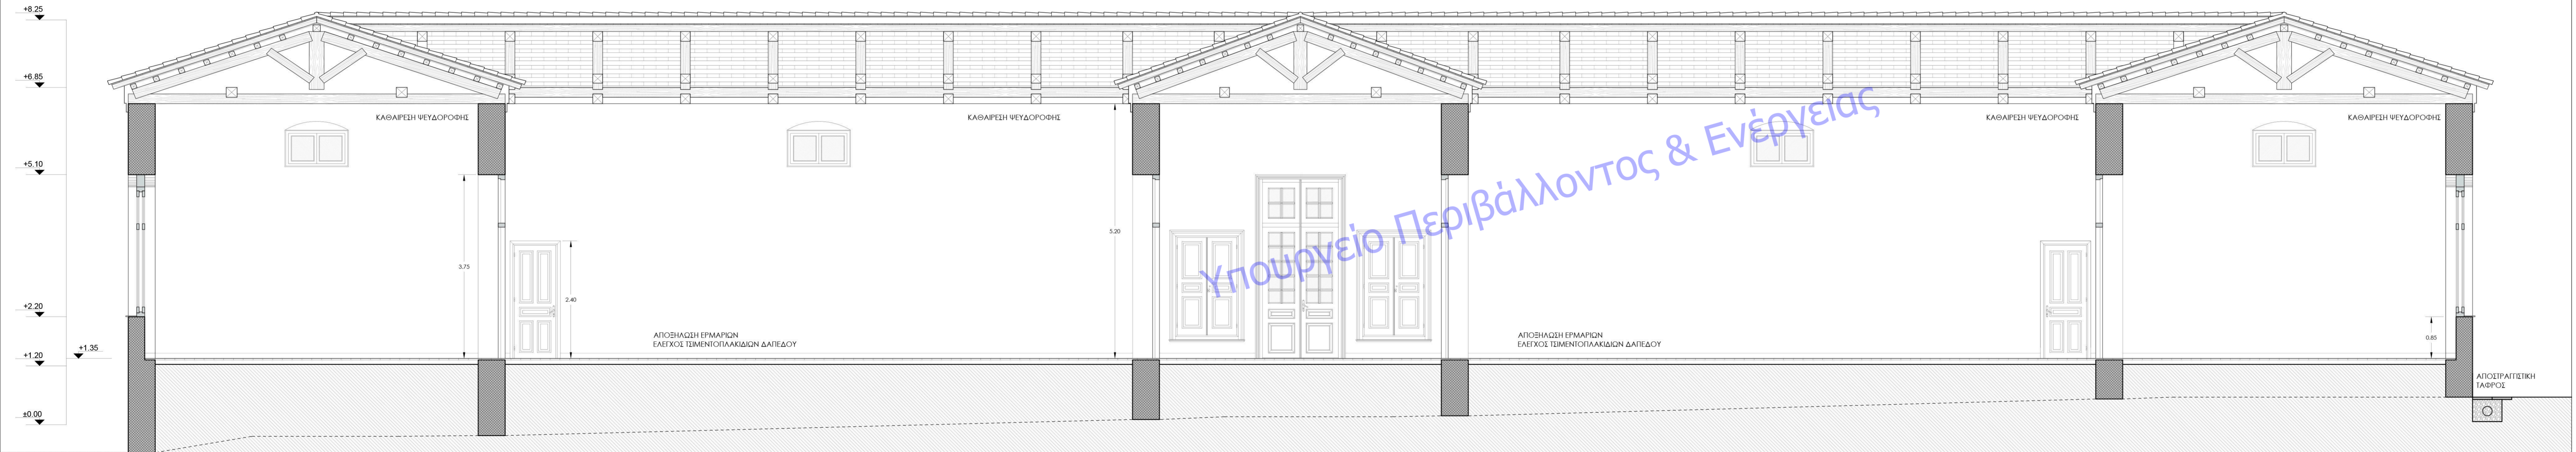 +8.25
+6.85
ΚΑΘΑΙΡΕΣΗ ΨΕΥΔΟΡΟΦΗΣ
ΚΑΘΑΙΡΕΣΗ ΨΕΥΔΟΡΟΦΗΣ
ΚΑΘΑΙΡΕΣΗ ΨΕΥΔΟΡΟΦΗΣ
ΚΑΘΑΙΡΕΣΗ ΨΕΥΔΟΡΟΦΗΣ
+5.10
Υπουργείο Περιβάλλοντος & Ενέργειας
5.20
3.75
2.40
+2.20
ΑΠΟΞΗΛΩΣΗ ΕΡΜΑΡΙΩΝ
ΕΛΕΓΧΟΣ ΤΣΙΜΕΝΤΟΠΛΑΚΙΔΙΩΝ ΔΑΠΕΔΟΥ
ΑΠΟΞΗΛΩΣΗ ΕΡΜΑΡΙΩΝ
ΕΛΕΓΧΟΣ ΤΣΙΜΕΝΤΟΠΛΑΚΙΔΙΩΝ ΔΑΠΕΔΟΥ
0.85
+1.35
+1.20
ΑΠΟΣΤΡΑΓΓΙΣΤΙΚΗ
ΤΑΦΡΟΣ
±0.00